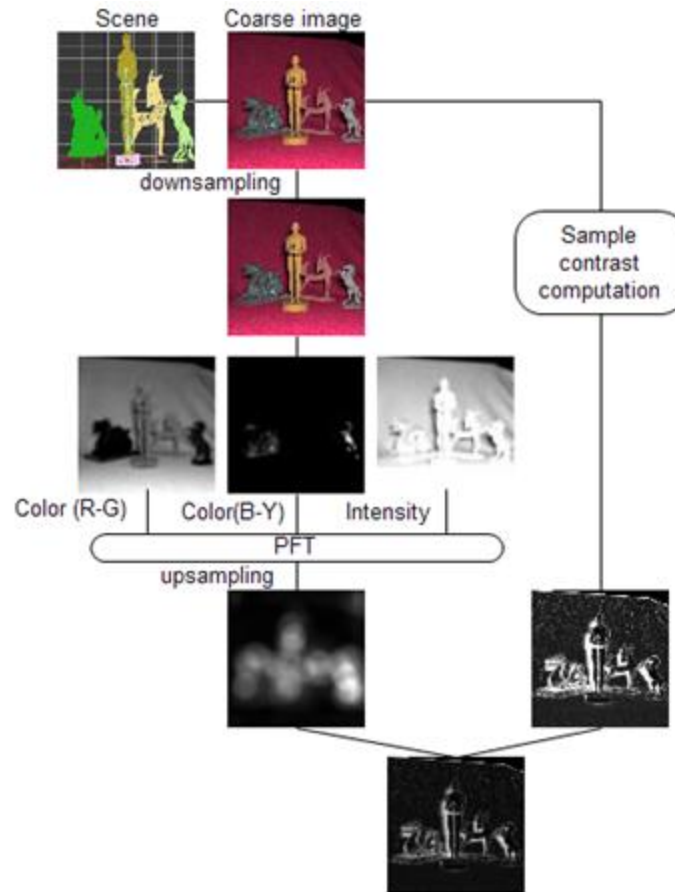 Scene
Coarse image
downsampling
Sample
contrast
computation
Color (R-G)
Color(B-Y)
Intensity
PFT
upsampling